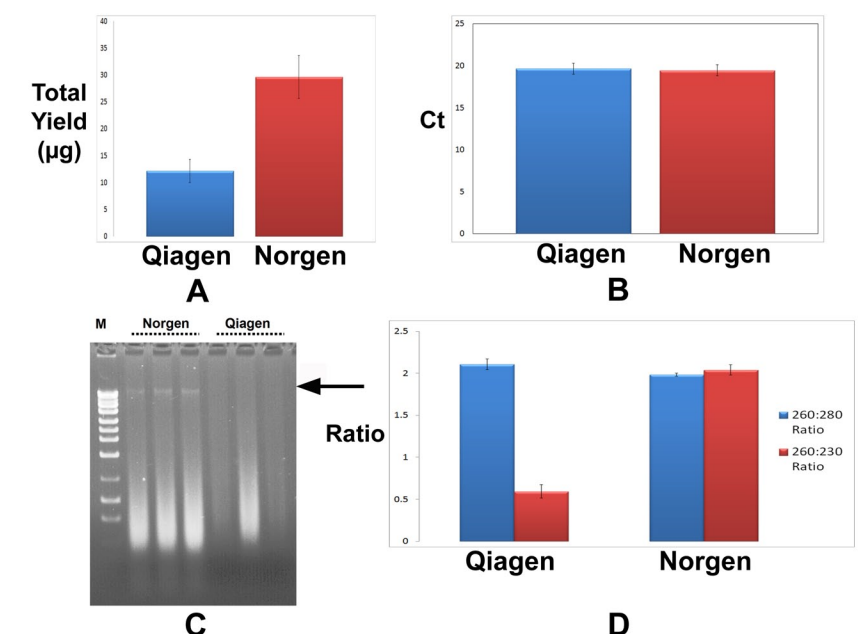 40
35
30
25
20
15
10
5
0
Total
Yield
(µg)
Qiagen Norgen
A
25
20
15
10
5
0
Ct
Qiagen Norgen
B
M Norgen Qiagen
C
2.5
2
1.5
1
0.5
0
Ratio
260:280
Ratio
260:230
Ratio
Qiagen Norgen
D